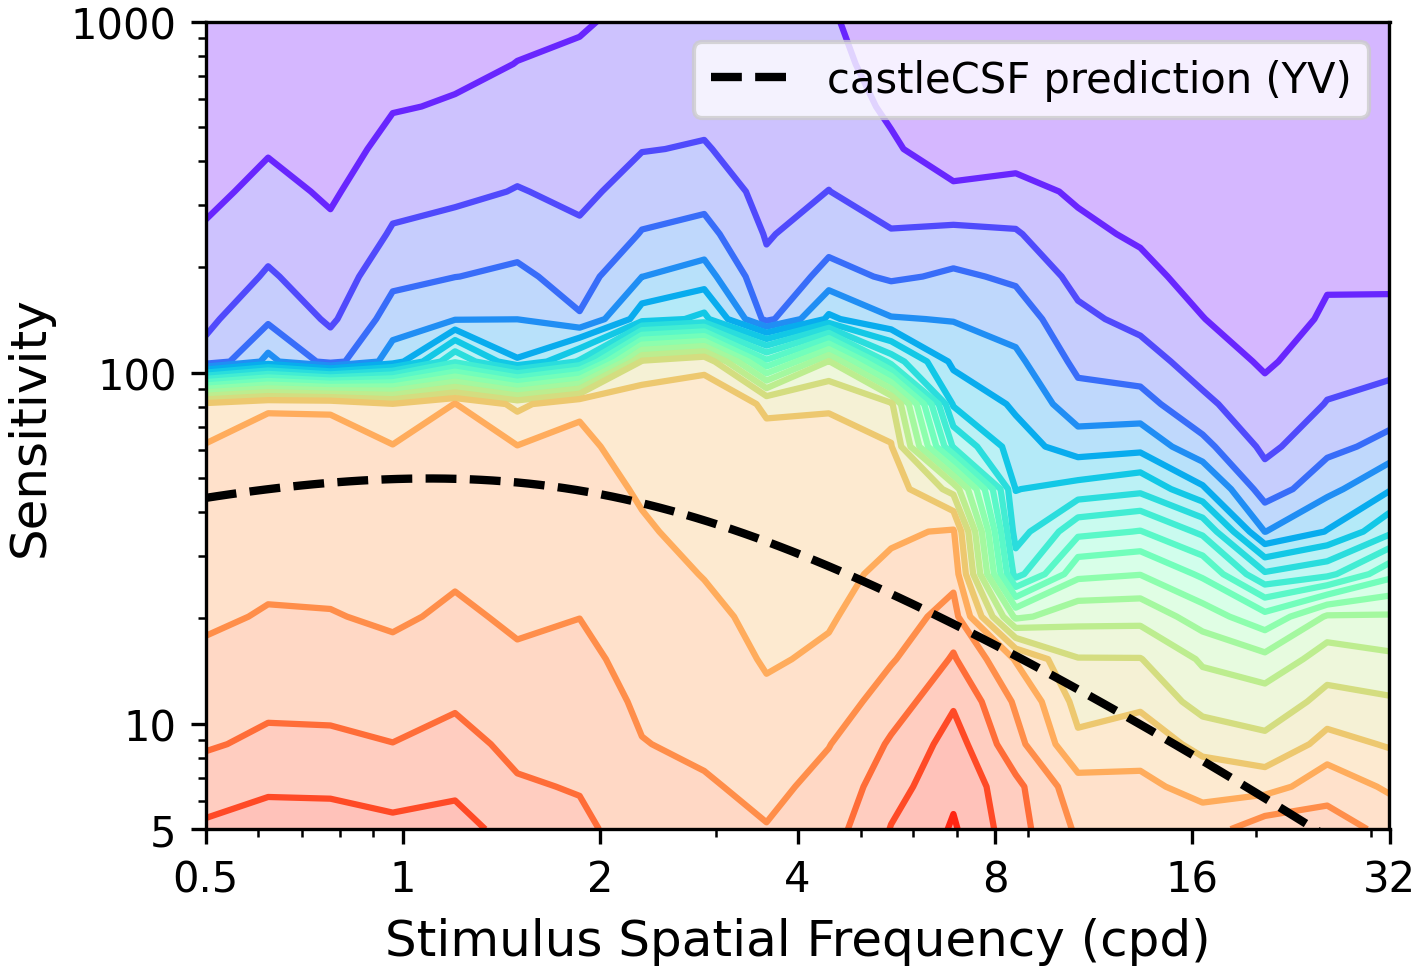 1000
100
10
5
Sensitivity
castleCSF prediction (YV)
0.5 1 2 4 8 16 32
Stimulus Spatial Frequency (cpd)